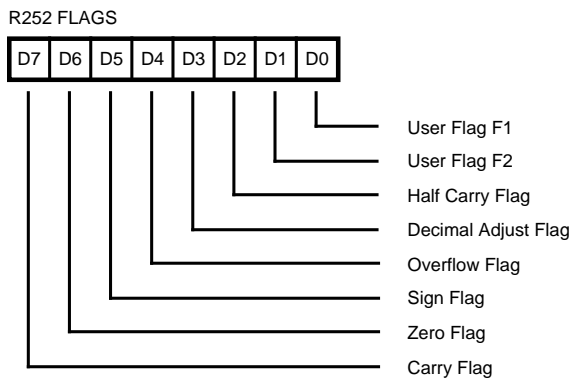 R252 FLAGS
D7 D6 D5 D4 D3 D2 D1 D0
User Flag F1
User Flag F2
Half Carry Flag
Decimal Adjust Flag
Overflow Flag
Sign Flag
Zero Flag
Carry Flag